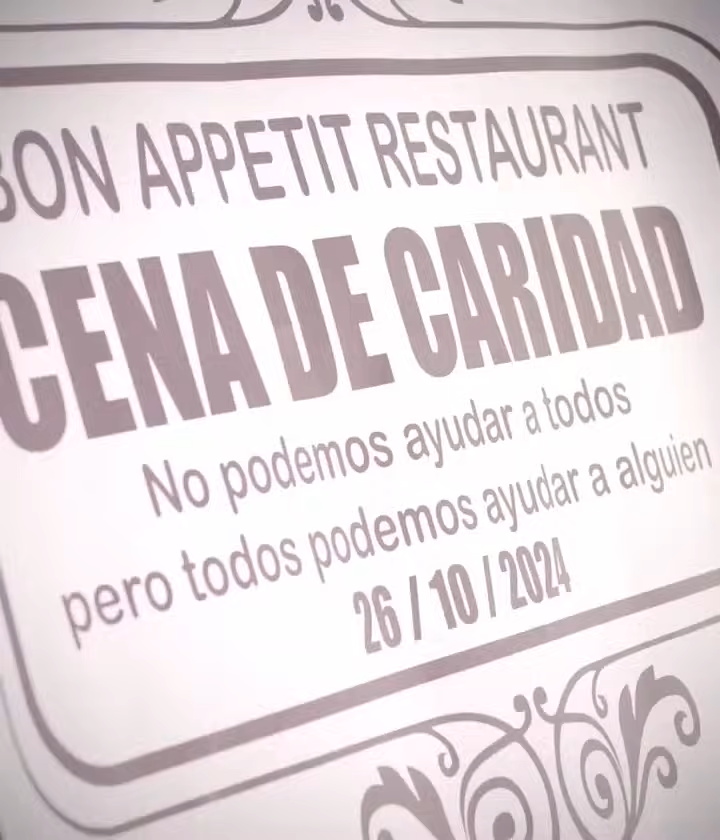 BON APPETIT RESTAURANT
CENA DE CARIDAD
No podemos ayudar a todos
pero todos podemos ayudar a alguien
26 / 10 / 2024